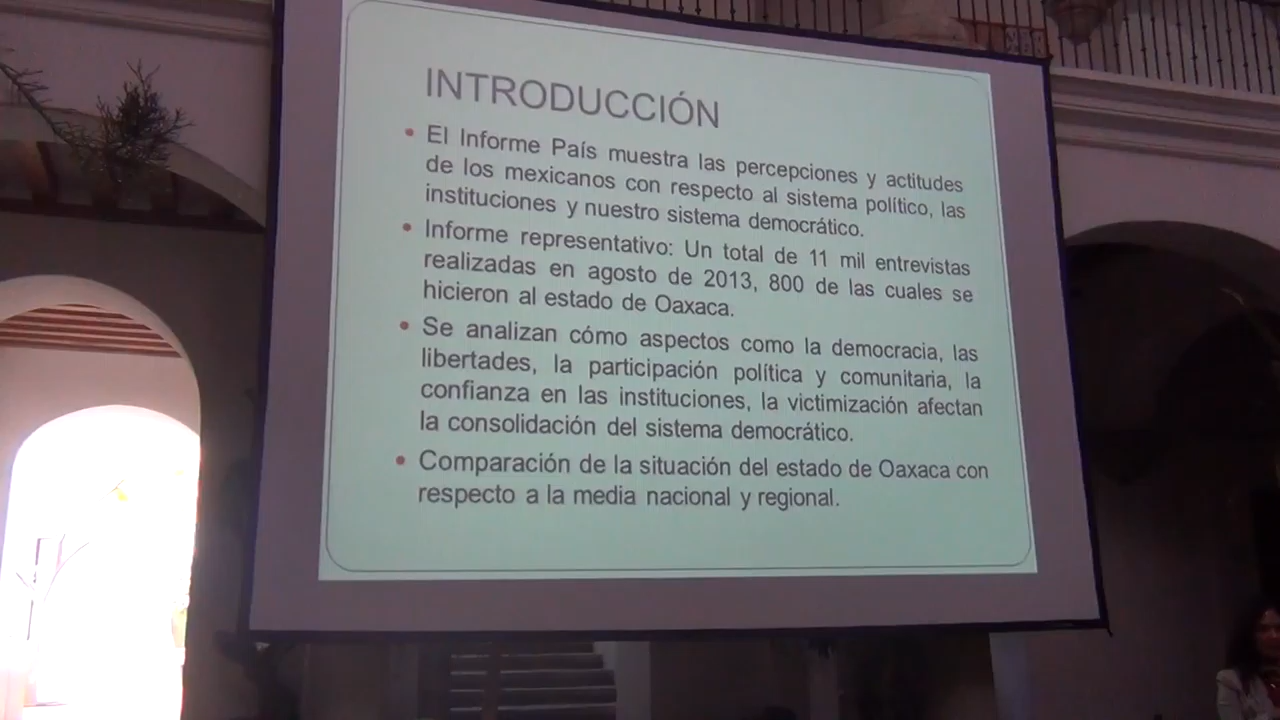 INTRODUCCIÓN
• El Informe País muestra las percepciones y actitudes
de los mexicanos con respecto al sistema político, las
instituciones y nuestro sistema democrático.
• Informe representativo: Un total de 11 mil entrevistas
realizadas en agosto de 2013, 800 de las cuales se
hicieron al estado de Oaxaca.
• Se analizan cómo aspectos como la democracia, las
libertades, la participación política y comunitaria, la
confianza en las instituciones, la victimización afectan
la consolidación del sistema democrático.
• Comparación de la situación del estado de Oaxaca con
respecto a la media nacional y regional.